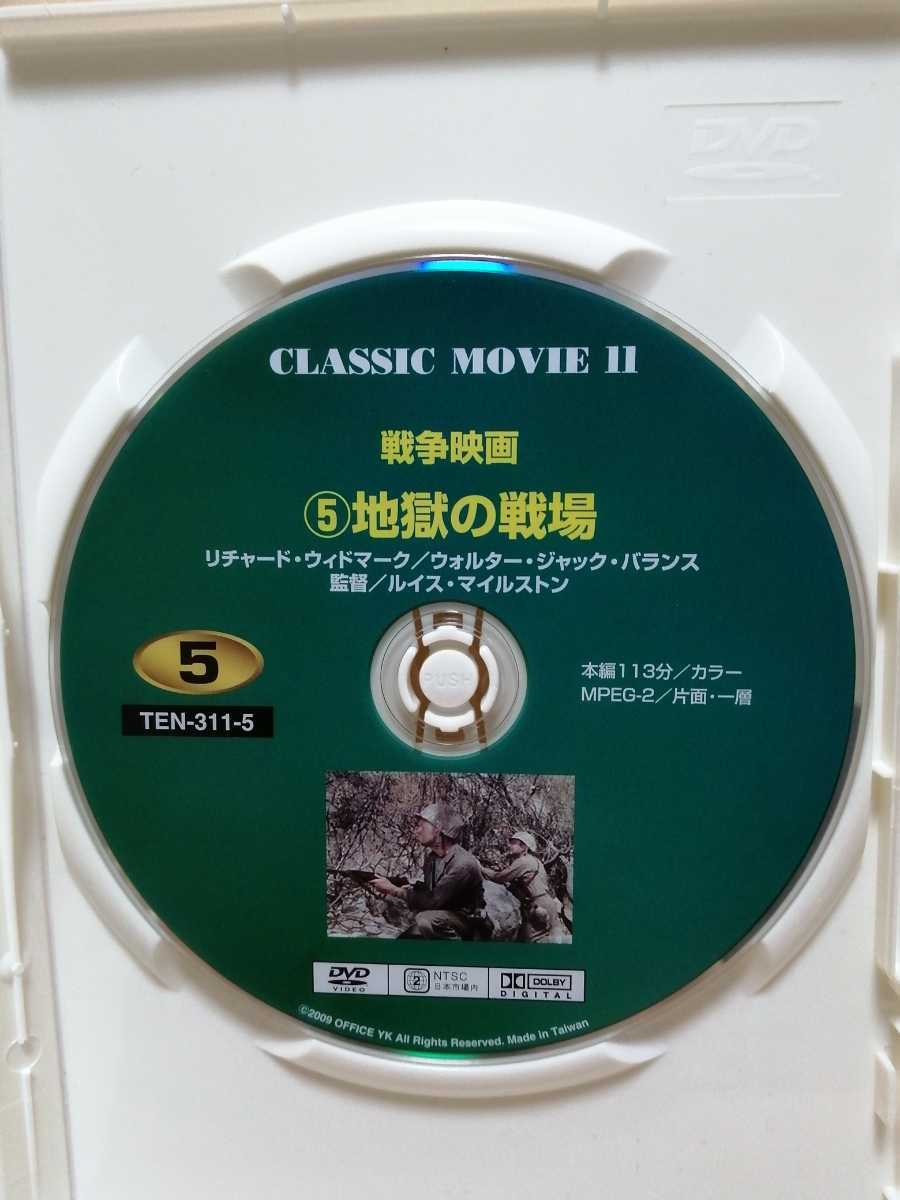 DVD
CLASSIC MOVIE 11
戦争映画
⑤地獄の戦場
リチャード・ウィドマーク/ウォルター・ジャック・バランス
監督/ルイス・マイルストン
5
TEN-311-5
PUSH
本編113分/カラー
MPEG-2/片面・一層
DVD
VIDEO
2
NTSC
日本市場内
DOLBY
DIGITAL
©2009 OFFICE YK All Rights Reserved. Made in Taiwan